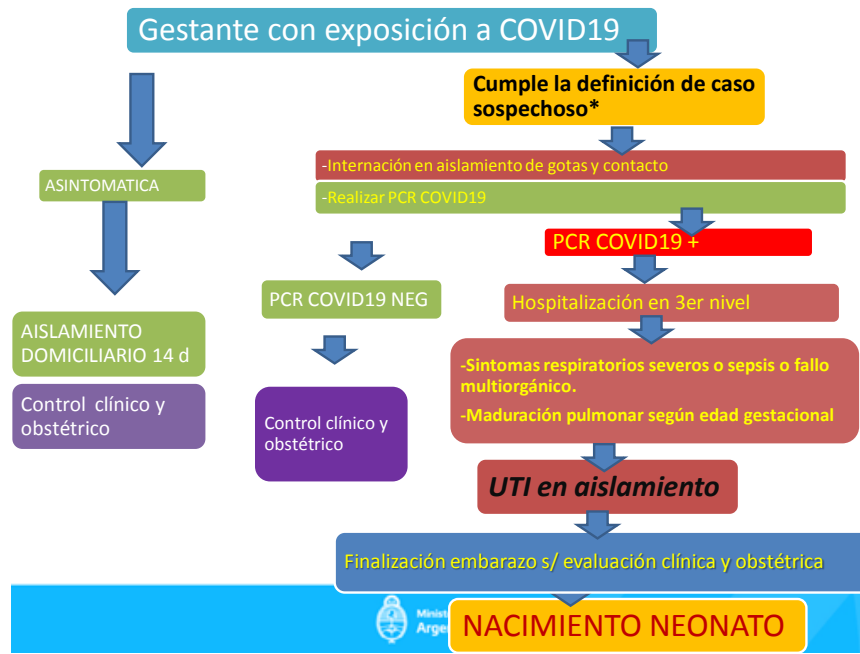 Gestante con exposición a COVID19
Cumple la definición de caso
sospechoso*
-Internación en aislamiento de gotas y contacto
ASINTOMATICA
-Realizar PCR COVID19
PCR COVID19 +
PCR COVID19 NEG
Hospitalización en 3er nivel
AISLAMIENTO
DOMICILIARIO 14 d
-Sintomas respiratorios severos o sepsis o fallo
multiorgánico.
-Maduración pulmonar según edad gestacional
Control clínico y
obstétrico
Control clínico y
obstétrico
UTI en aislamiento
Finalización embarazo s/ evaluación clínica y obstétrica
NACIMIENTO NEONATO